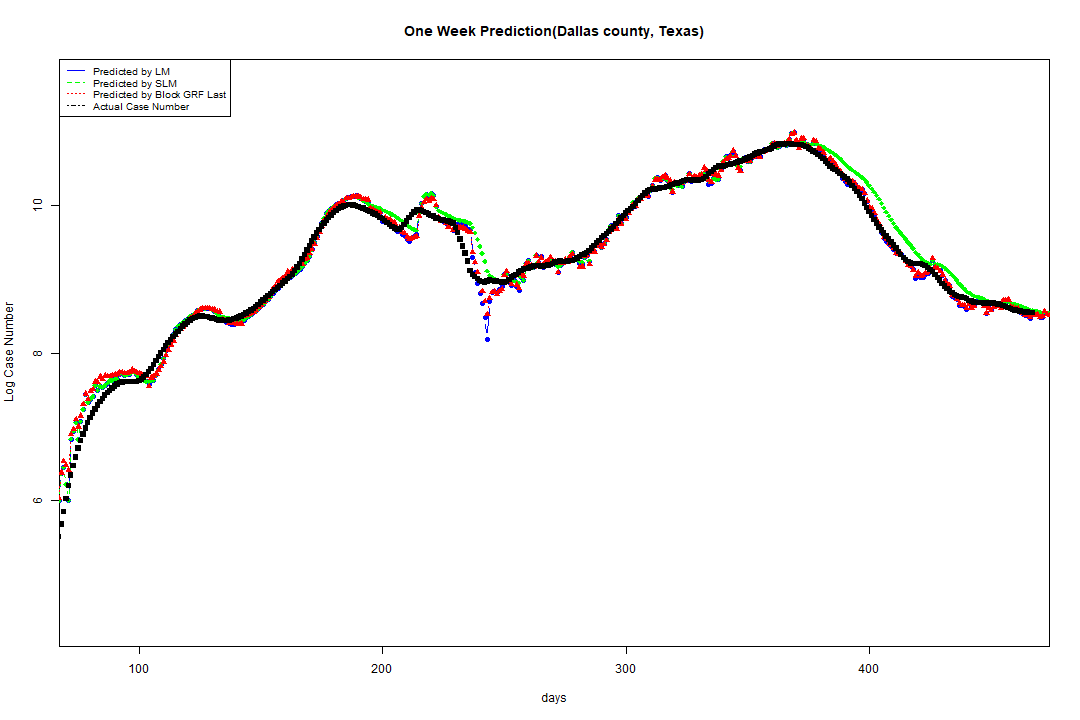 One Week Prediction(Dallas county, Texas)
Predicted by LM
Predicted by SLM
Predicted by Block GRF Last
Actual Case Number
10
8
6
Log Case Number
100 200 300 400
days